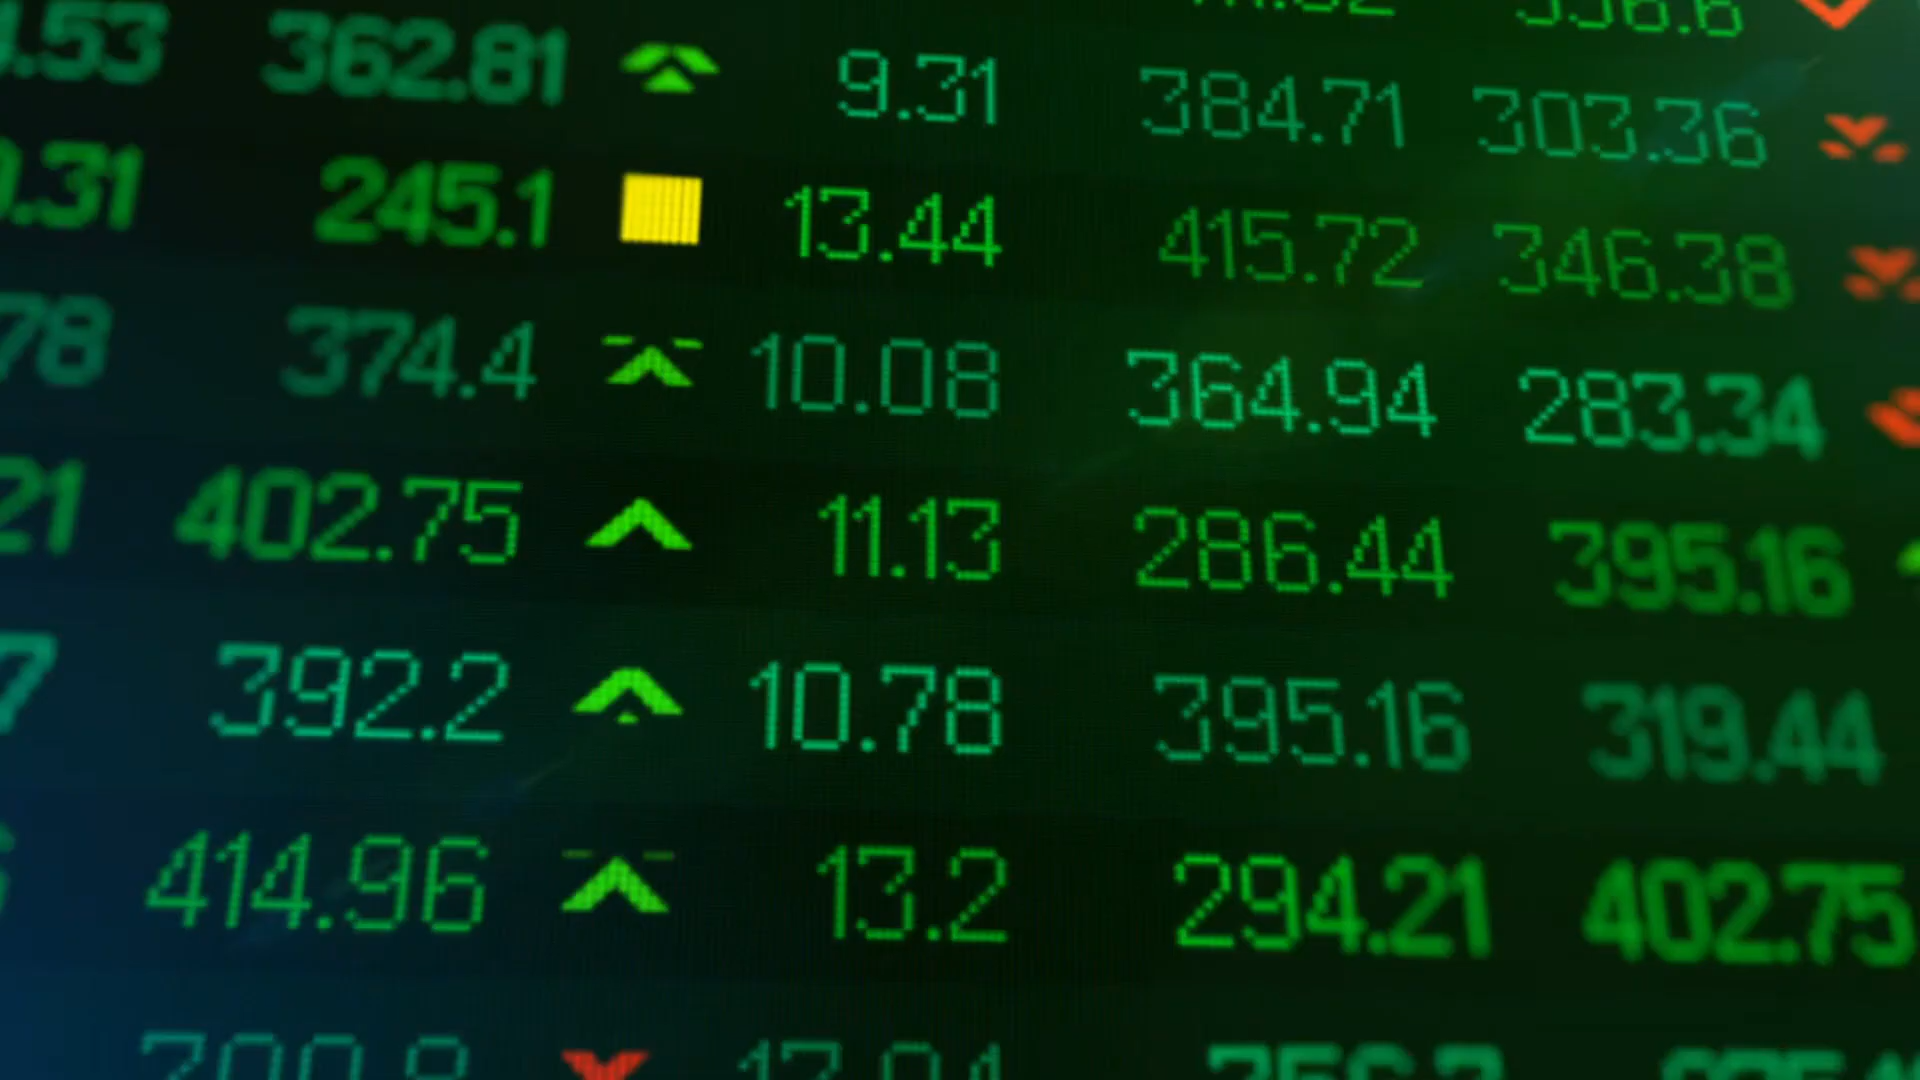 .53 362.81 9.31 384.71 303.36
.31 245.1 13.44 415.72 346.38
78 374.4 10.08 364.94 283.34
21 402.75 11.13 286.44 395.16
7 392.2 10.78 395.16 319.44
414.96 13.2 294.21 402.75